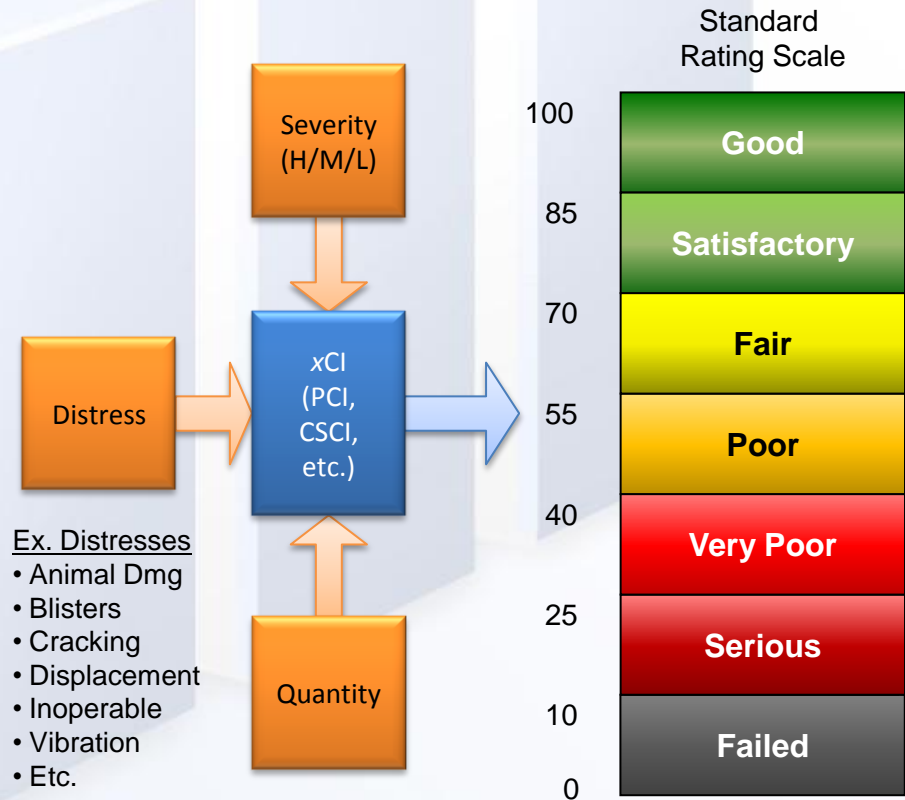 Standard
Rating Scale
Severity
(H/M/L)
Distress
xCI
(PCI,
CSCI,
etc.)
Quantity
Ex. Distresses
• Animal Dmg
• Blisters
• Cracking
• Displacement
• Inoperable
• Vibration
• Etc.
100
Good
85
Satisfactory
70
Fair
55
Poor
40
Very Poor
25
Serious
10
Failed
0